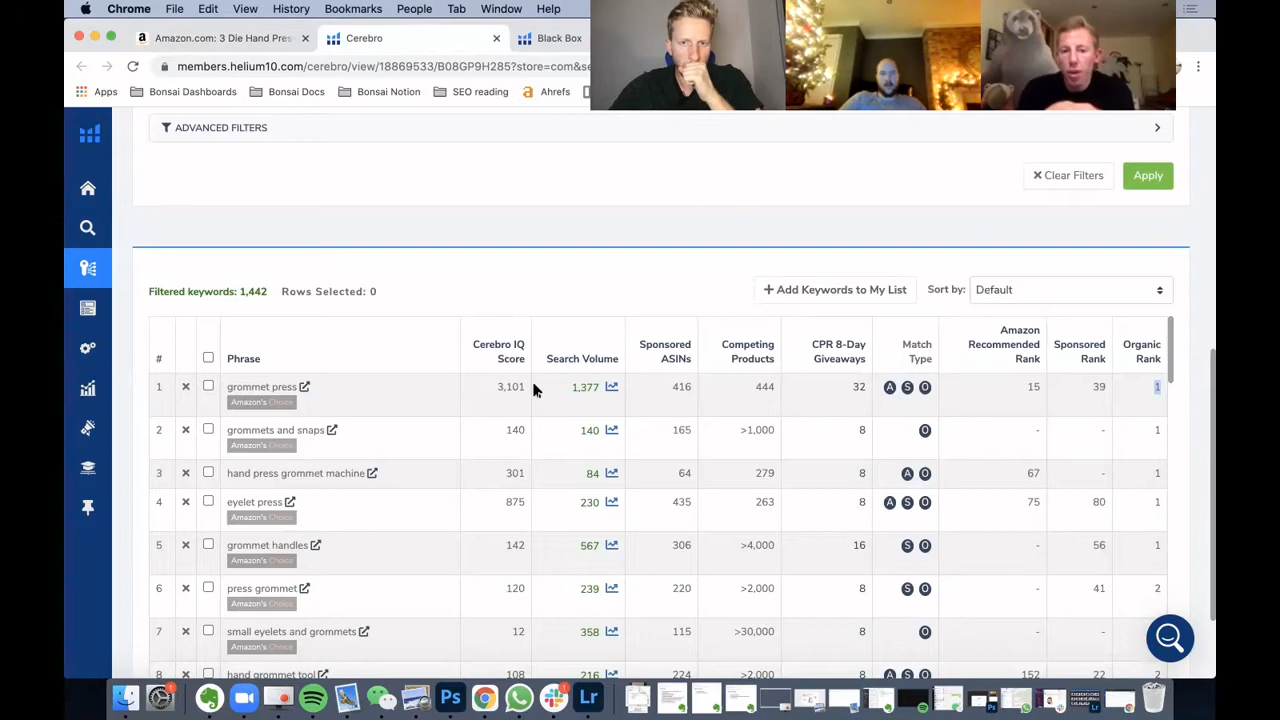 Chrome File Edit View History Bookmarks People Tab Window Help
Amazon.com: 3 Die Hand Pres
Cerebro
Black Box
members.helium10.com/cerebro/view/18869533/B08GP9H285?store=com&se
Apps Bonsai Dashboards Bonsai Docs Bonsai Notion SEO reading Ahrefs
ADVANCED FILTERS
Clear Filters Apply
Filtered keywords: 1,442 Rows Selected: 0 + Add Keywords to My List Sort by: Default
# Phrase Cerebro IQ Score Search Volume Sponsored ASINs Competing Products CPR 8-Day Giveaways Match Type Amazon Recommended Rank Sponsored Rank Organic Rank
1 grommet press 3,101 1,377 416 444 32 A S O 15 39 1
Amazon's Choice
2 grommets and snaps 140 140 165 >1,000 8 O - - 1
Amazon's Choice
3 hand press grommet machine 301 84 64 279 8 A O 67 - 1
4 eyelet press 875 230 435 263 8 A S O 75 80 1
Amazon's Choice
5 grommet handles 142 567 306 >4,000 16 S O - 56 1
Amazon's Choice
6 press grommet 120 239 220 >2,000 8 S O - 41 2
Amazon's Choice
7 small eyelets and grommets 12 358 115 >30,000 8 O - -
Amazon's Choice
8 hand grommet tool 108 216 224 >2,000 8 A S O 152 22 2
Ps
Lr